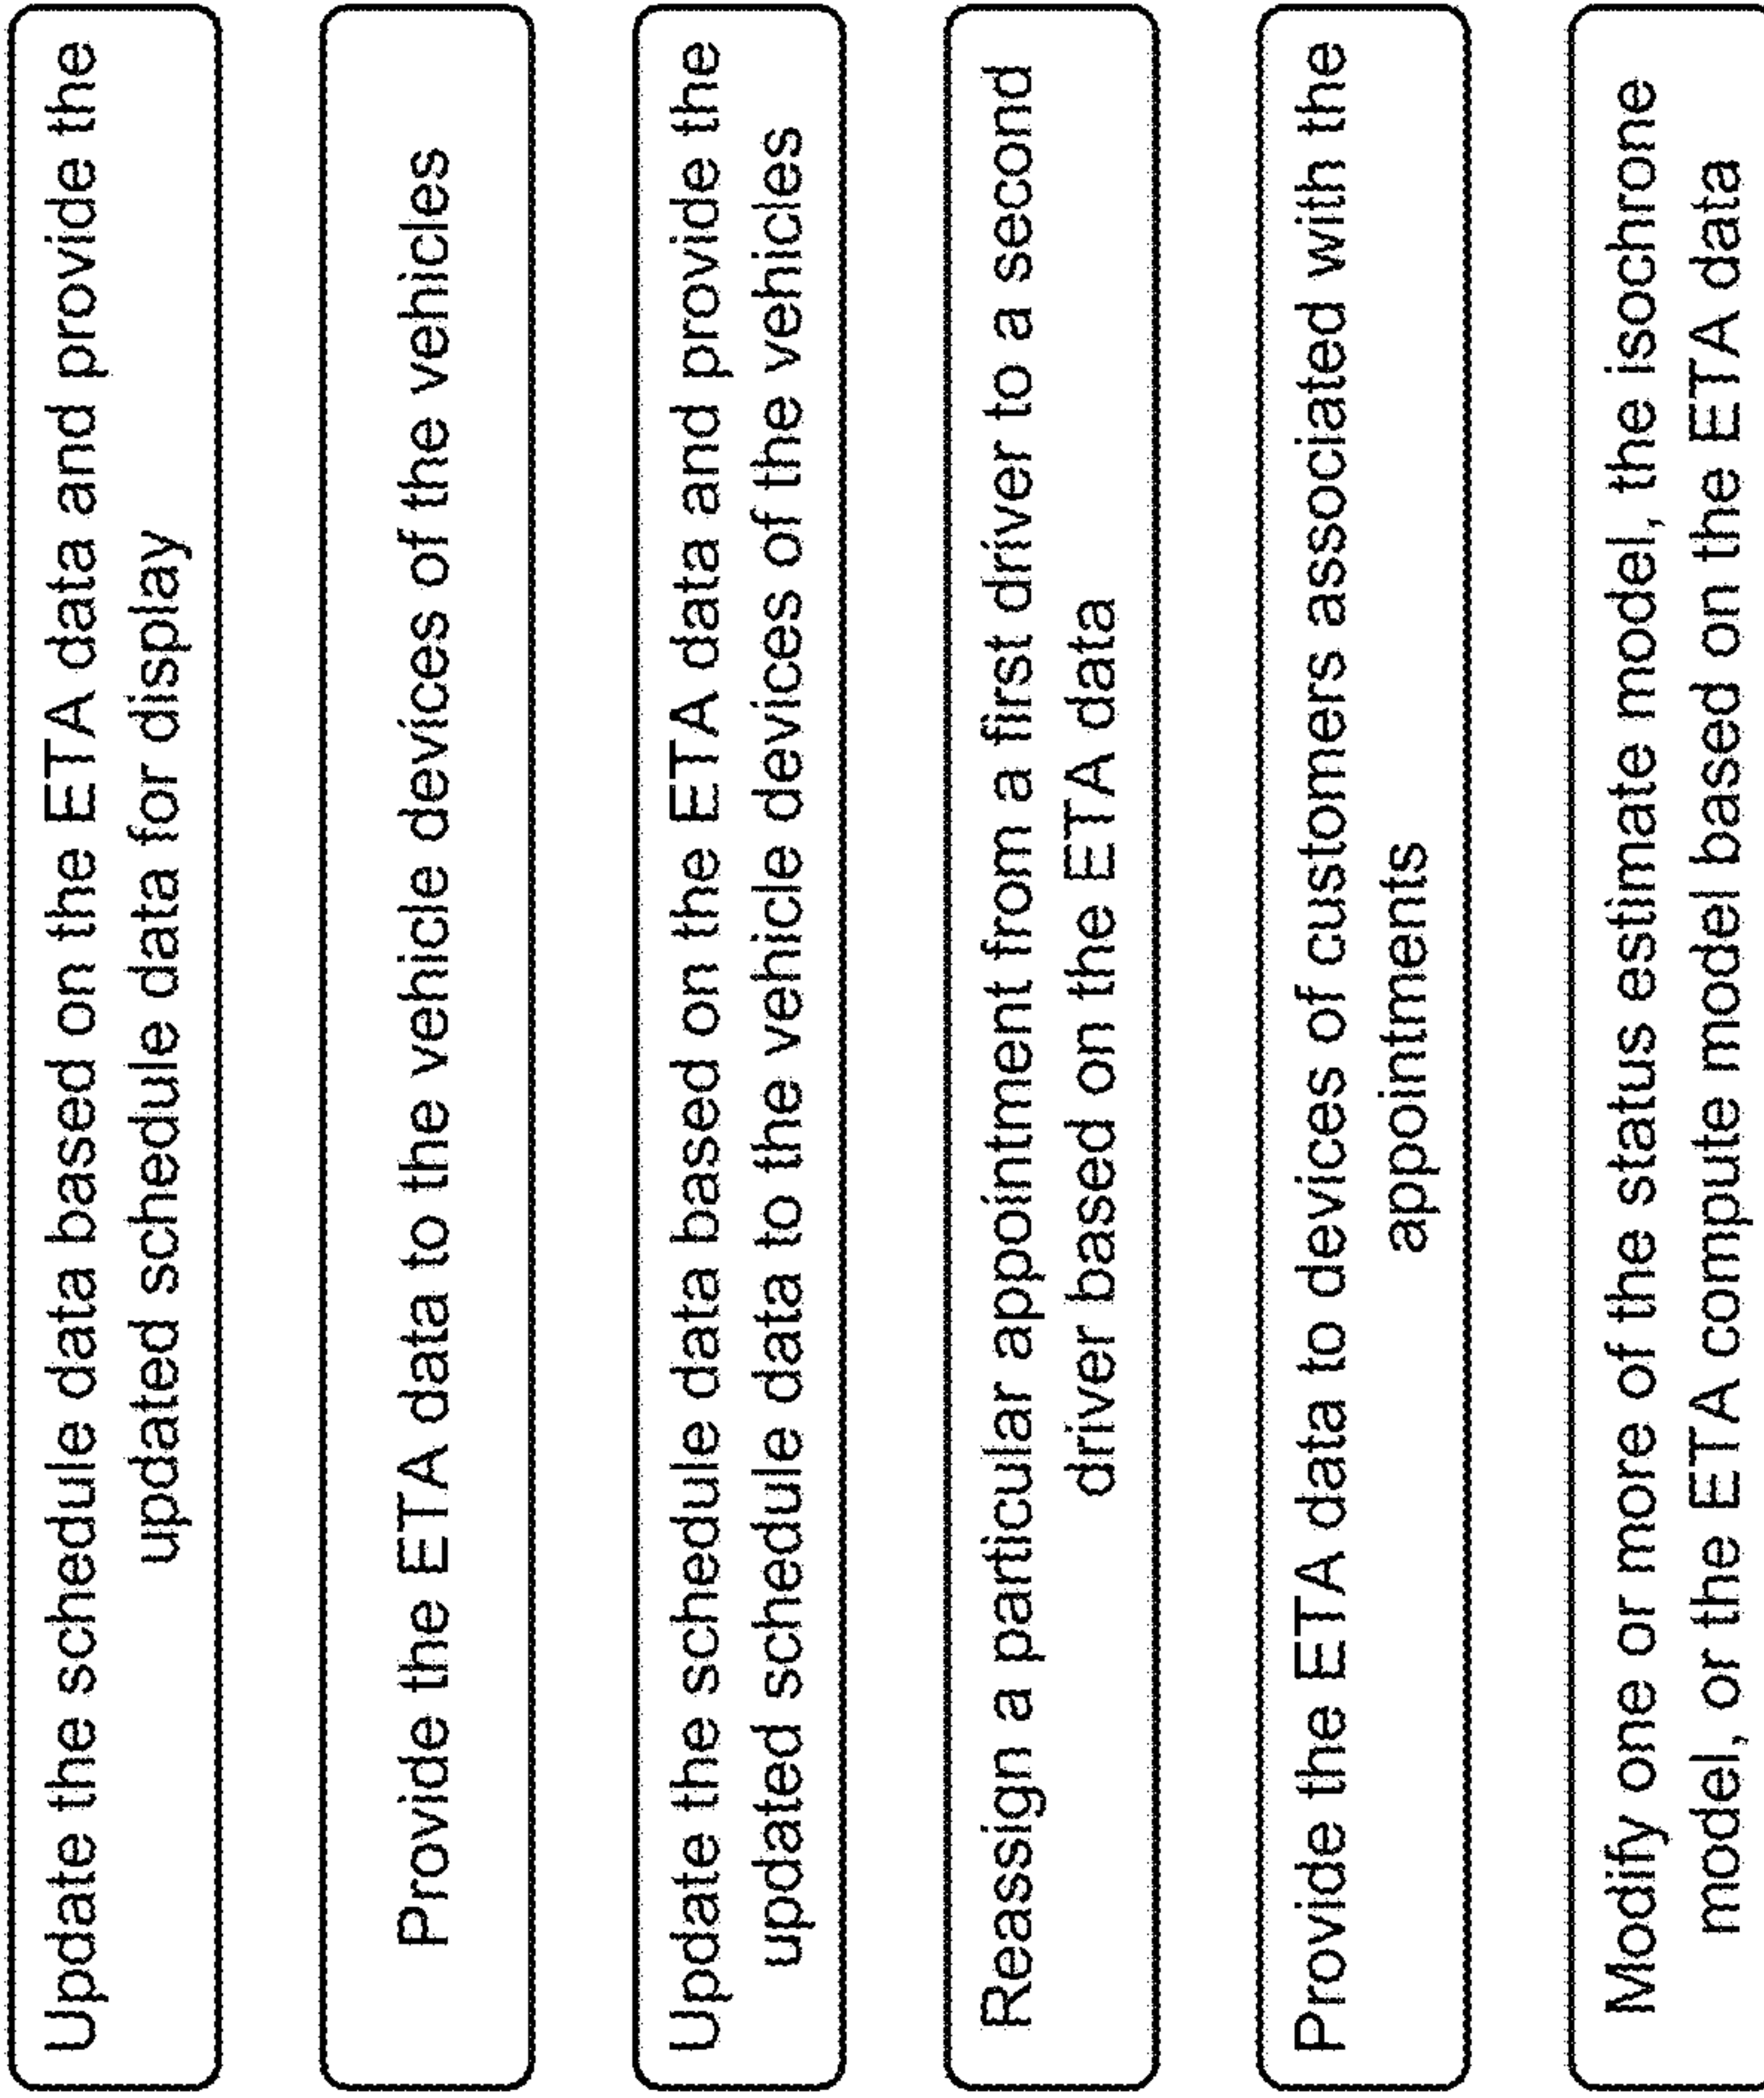 Update the schedule data based on the ETA data and provide the
updated schedule data for display
Provide the ETA data to the vehicle devices of the vehicles
Update the schedule data based on the ETA data and provide the
updated schedule data to the vehicle devices of the vehicles
Reassign a particular appointment from a first driver to a second
driver based on the ETA data
Provide the ETA data to devices of customers associated with the
appointments
Modify one or more of the status estimate model, the isochrone
model, or the ETA compute model based on the ETA data